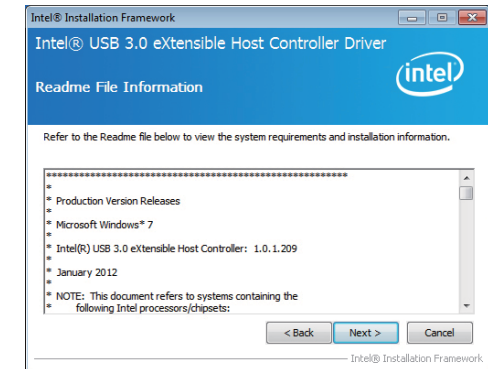 Intel® Installation Framework
Intel® USB 3.0 eXtensible Host Controller Driver
Readme File Information
intel
Refer to the Readme file below to view the system requirements and installation information.
******************************************************
*
* Production Version Releases
*
* Microsoft Windows* 7
*
* Intel(R) USB 3.0 eXtensible Host Controller: 1.0.1.209
*
* January 2012
*
* NOTE: This document refers to systems containing the
* following Intel processors/chipsets:
< Back Next > Cancel
Intel® Installation Framework